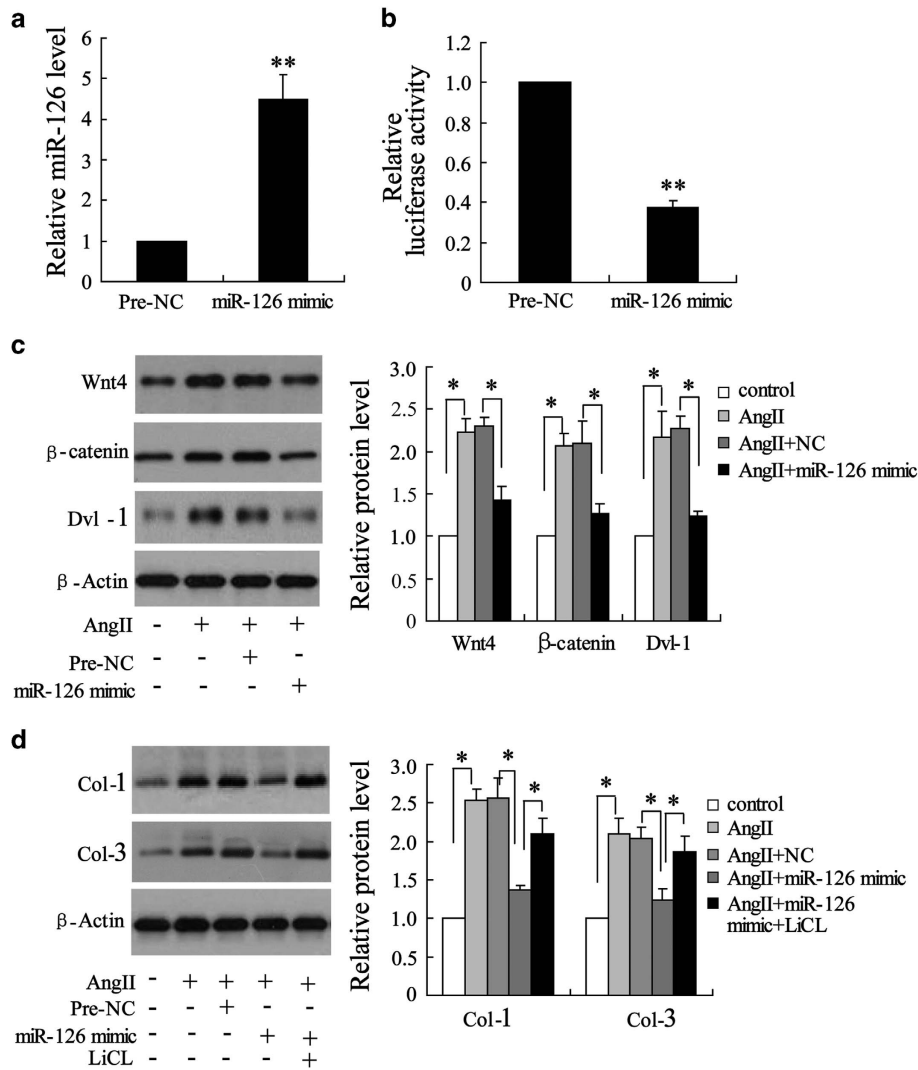 a
Relative miR-126 level
6
5
4
3
2
1
0
**
Pre-NC
miR-126 mimic
b
Relative
luciferase activity
1.2
1.0
0.8
0.6
0.4
0.2
0
**
Pre-NC
miR-126 mimic
c
Wnt4
β-catenin
Dvl -1
β-Actin
AngII - + + +
Pre-NC - - + -
miR-126 mimic - - - +
Relative protein level
3.0
2.5
2.0
1.5
1.0
0.5
0
* *
* *
* *
Wnt4
β-catenin
Dvl-1
control
AngII
AngII+NC
AngII+miR-126 mimic
d
Col-1
Col-3
β-Actin
AngII - + + + +
Pre-NC - - + - -
miR-126 mimic - - - + +
LiCL - - - - +
Relative protein level
3.0
2.5
2.0
1.5
1.0
0.5
0
* * *
* * *
Col-1
Col-3
control
AngII
AngII+NC
AngII+miR-126 mimic
AngII+miR-126
mimic+LiCL